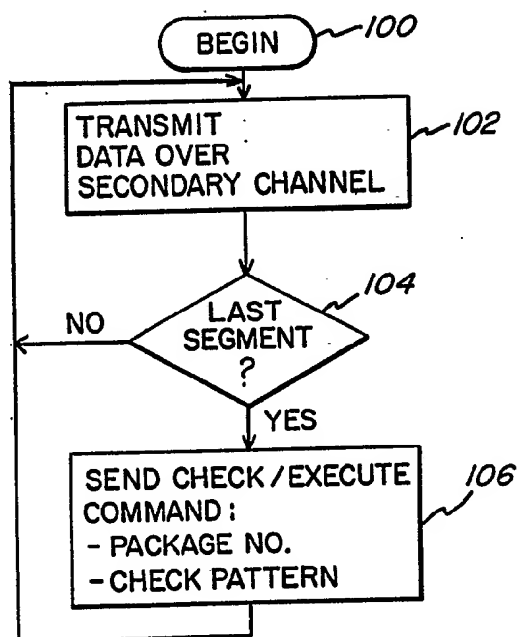 BEGIN
100
TRANSMIT
DATA OVER
SECONDARY CHANNEL
102
104
LAST
SEGMENT
?
NO
YES
SEND CHECK/EXECUTE
COMMAND:
- PACKAGE NO.
- CHECK PATTERN
106